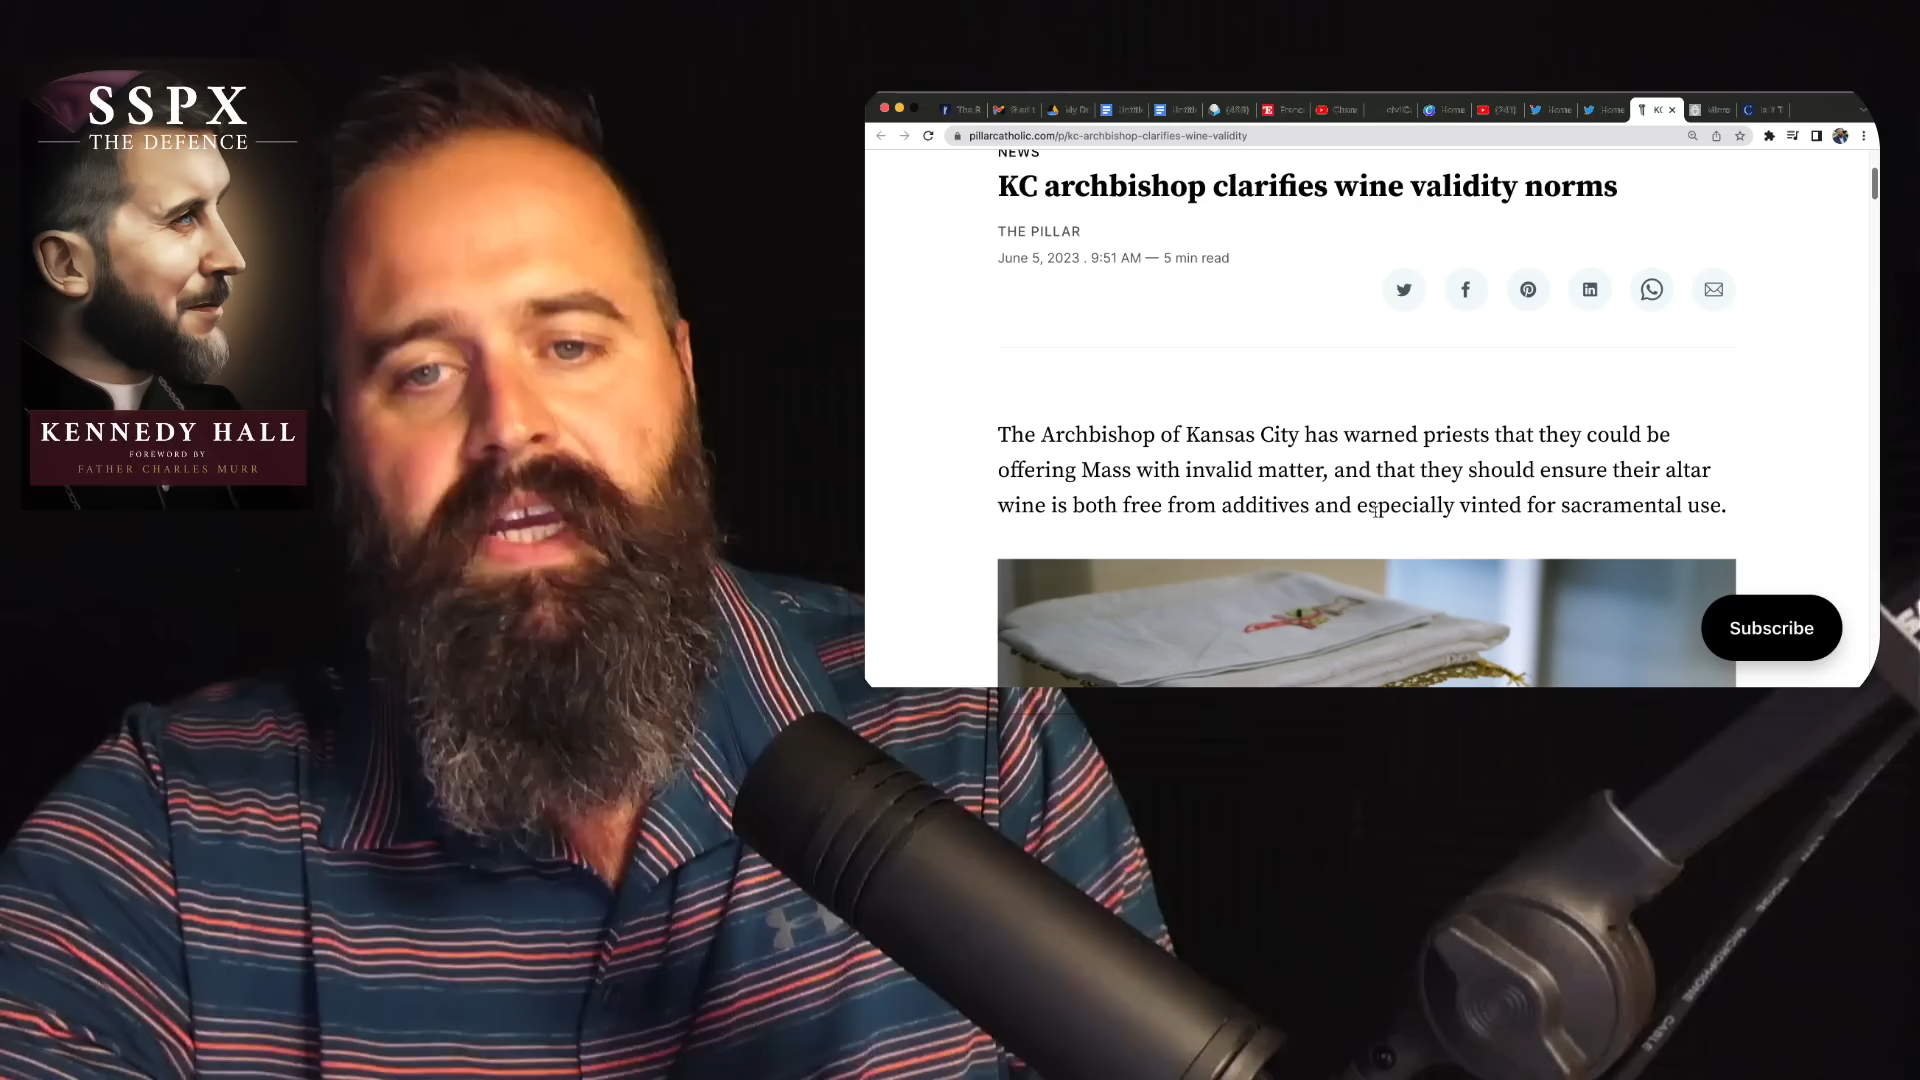 SSPX
THE DEFENCE
KENNEDY HALL
FOREWORD BY
FATHER CHARLES MURR
pillarcatholic.com/p/kc-archbishop-clarifies-wine-validity
NEWS
KC archbishop clarifies wine validity norms
THE PILLAR
June 5, 2023 . 9:51 AM — 5 min read
The Archbishop of Kansas City has warned priests that they could be
offering Mass with invalid matter, and that they should ensure their altar
wine is both free from additives and especially vinted for sacramental use.
Subscribe